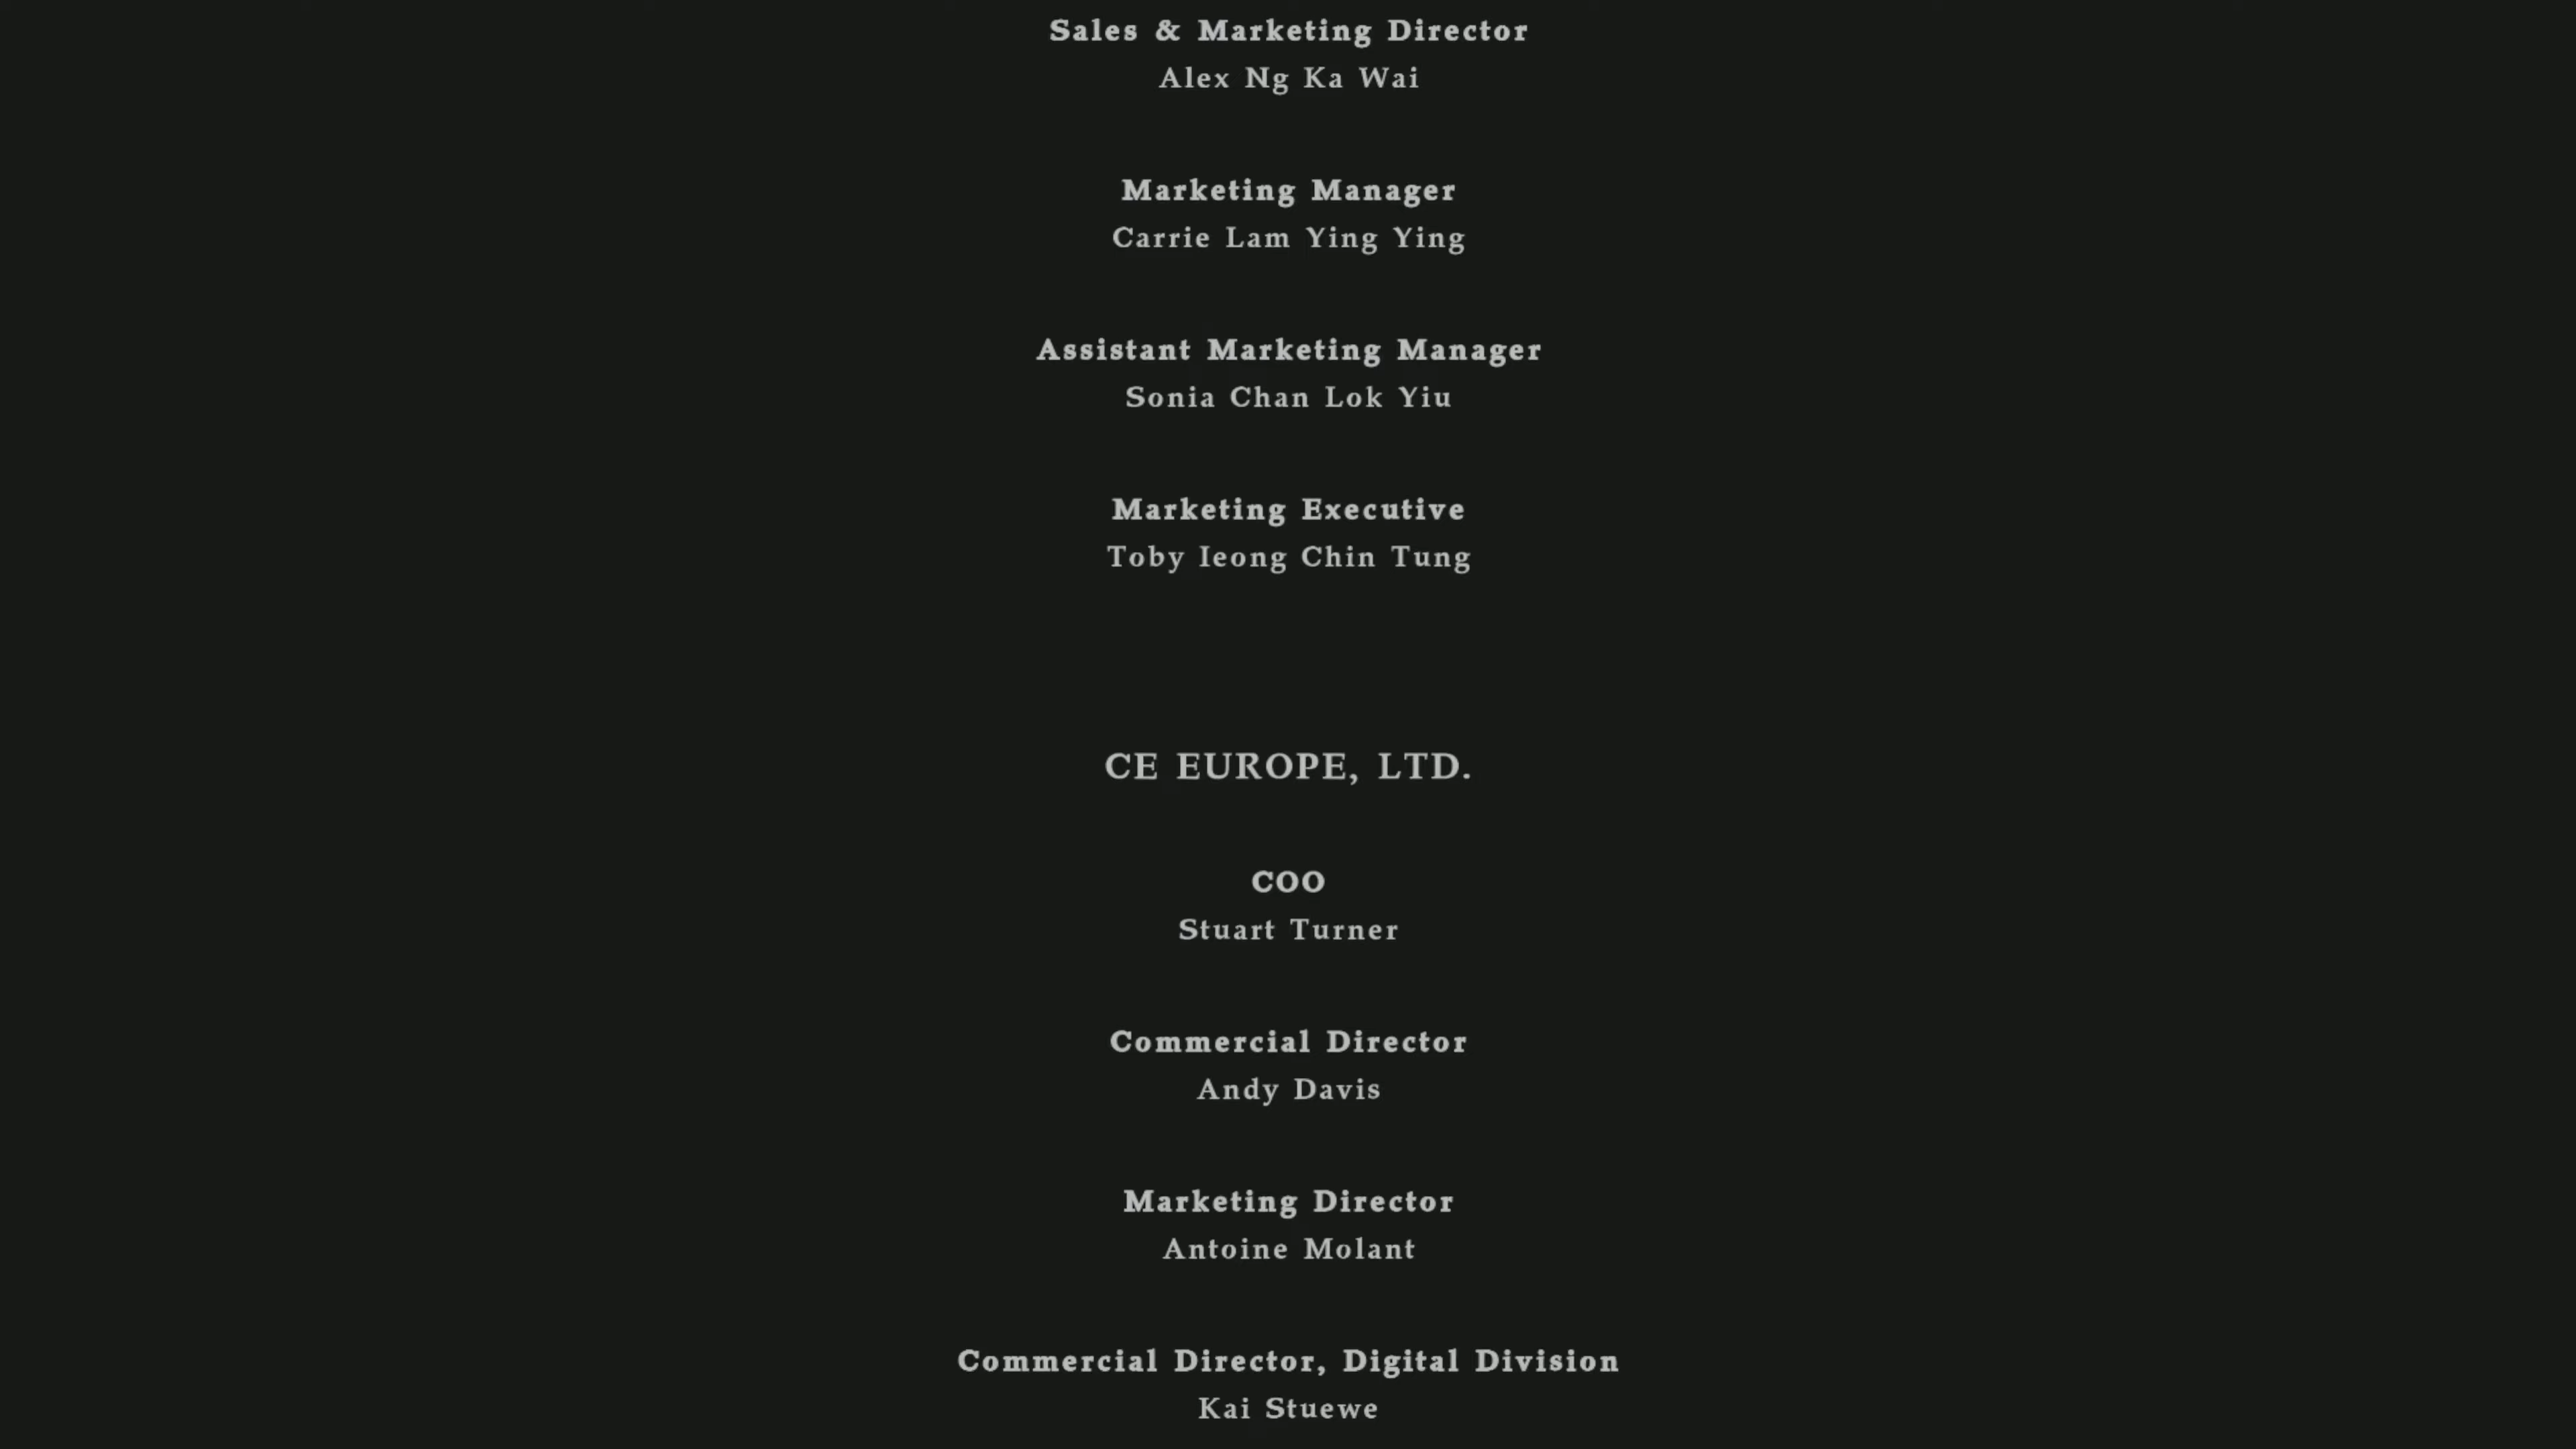 Sales & Marketing Director
Alex Ng Ka Wai
Marketing Manager
Carrie Lam Ying Ying
Assistant Marketing Manager
Sonia Chan Lok Yiu
Marketing Executive
Toby Ieong Chin Tung
CE EUROPE, LTD.
COO
Stuart Turner
Commercial Director
Andy Davis
Marketing Director
Antoine Molant
Commercial Director, Digital Division
Kai Stuewe